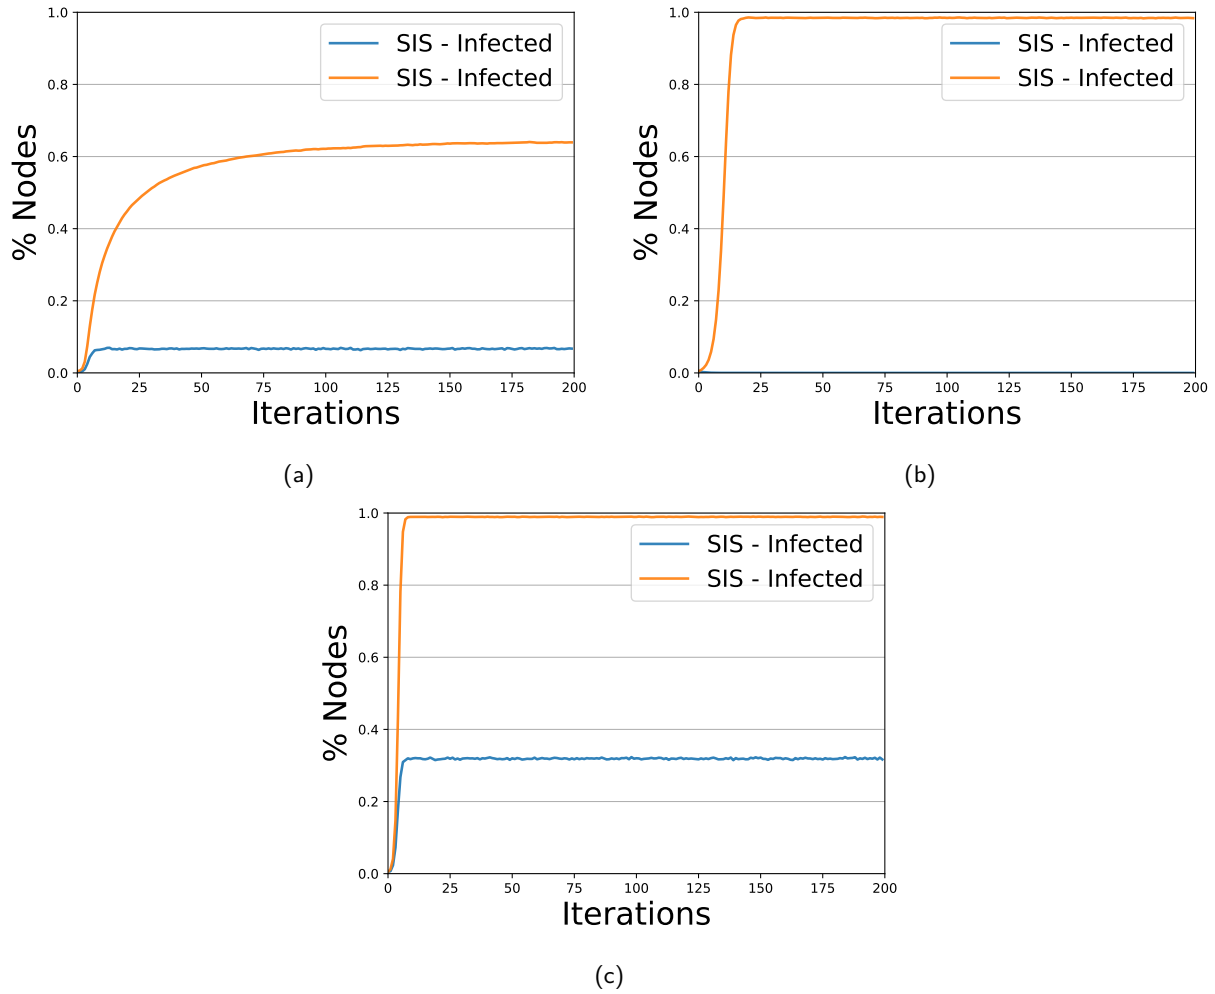 1.0
0.8
0.6
0.4
0.2
0.0
% Nodes
SIS - Infected
SIS - Infected
0 25 50 75 100 125 150 175 200
Iterations
(a)
1.0
0.8
0.6
0.4
0.2
0.0
% Nodes
SIS - Infected
SIS - Infected
0 25 50 75 100 125 150 175 200
Iterations
(b)
1.0
0.8
0.6
0.4
0.2
0.0
% Nodes
SIS - Infected
SIS - Infected
0 25 50 75 100 125 150 175 200
Iterations
(c)